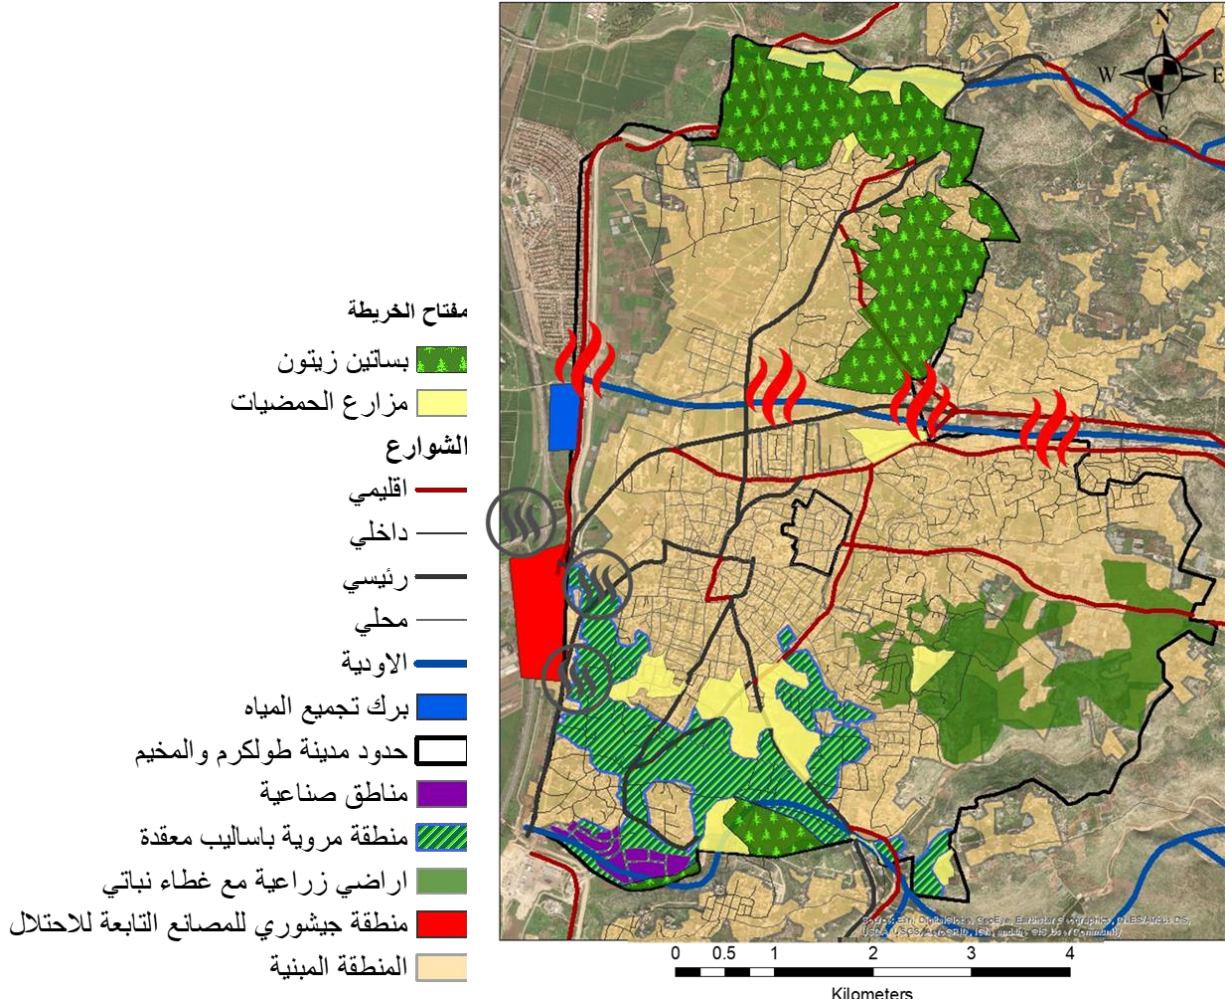 مفتاح الخريطة
بساتين زيتون
مزارع الحمضيات
الشوارع
اقليمي
داخلي
رئيسي
محلي
الاودية
برك تجميع المياه
حدود مدينة طولكرم والمخيم
مناطق صناعية
منطقة مروية باساليب معقدة
اراضي زراعية مع غطاء نباتي
منطقة جيشوري للمصانع التابعة للاحتلال
المنطقة المبنية
N
W
E
S
0 0.5 1 2 3 4
Kilometers